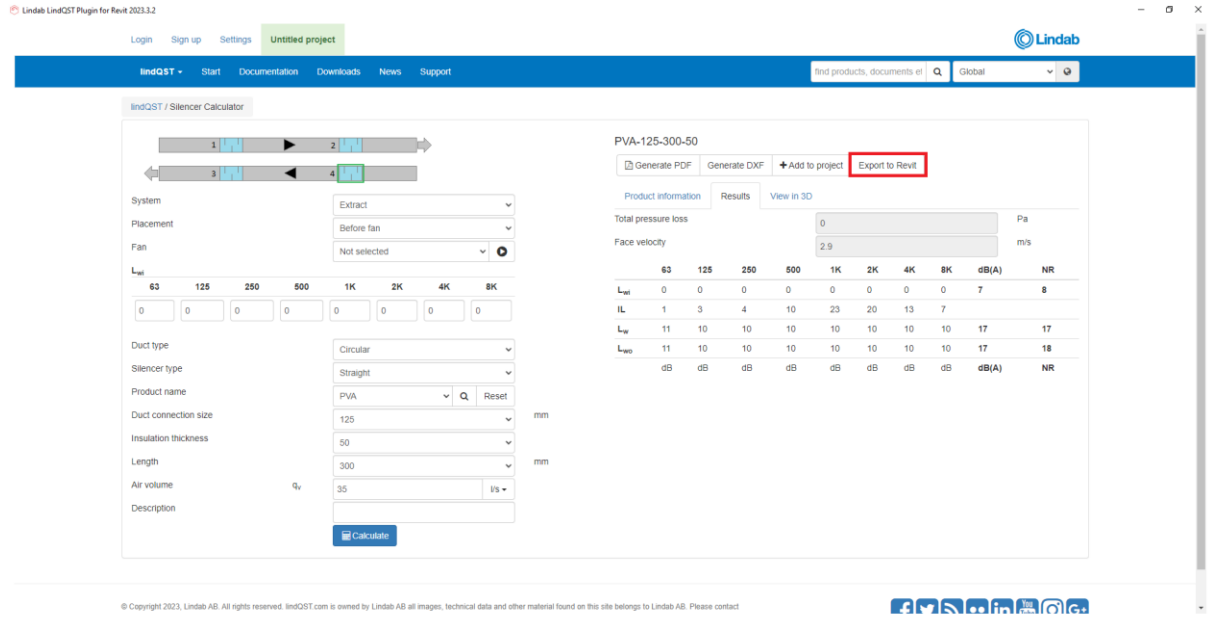 Lindab LindQST Plugin for Revit 2023.3.2
Login Sign up Settings Untitled project
Lindab
lindQST Start Documentation Downloads News Support find products, documents et Global
lindQST / Silencer Calculator
1 2
3 4
System Extract
Placement Before fan
Fan Not selected
Lwi
63 125 250 500 1K 2K 4K 8K
0 0 0 0 0 0 0 0
Duct type Circular
Silencer type Straight
Product name PVA Reset
Duct connection size 125 mm
Insulation thickness 50
Length 300 mm
Air volume qv 35 l/s
Description
Calculate
PVA-125-300-50
Generate PDF Generate DXF Add to project Export to Revit
Product information Results View in 3D
Total pressure loss 0 Pa
Face velocity 2.9 m/s
63 125 250 500 1K 2K 4K 8K dB(A) NR
Lwi 0 0 0 0 0 0 0 0 7 8
IL 1 3 4 10 23 20 13 7
Lw 11 10 10 10 10 10 10 10 17 17
Lwo 11 10 10 10 10 10 10 10 17 18
dB dB dB dB dB dB dB dB dB(A) NR
© Copyright 2023, Lindab AB. All rights reserved. lindQST.com is owned by Lindab AB all images, technical data and other material found on this site belongs to Lindab AB. Please contact
You
in
G+